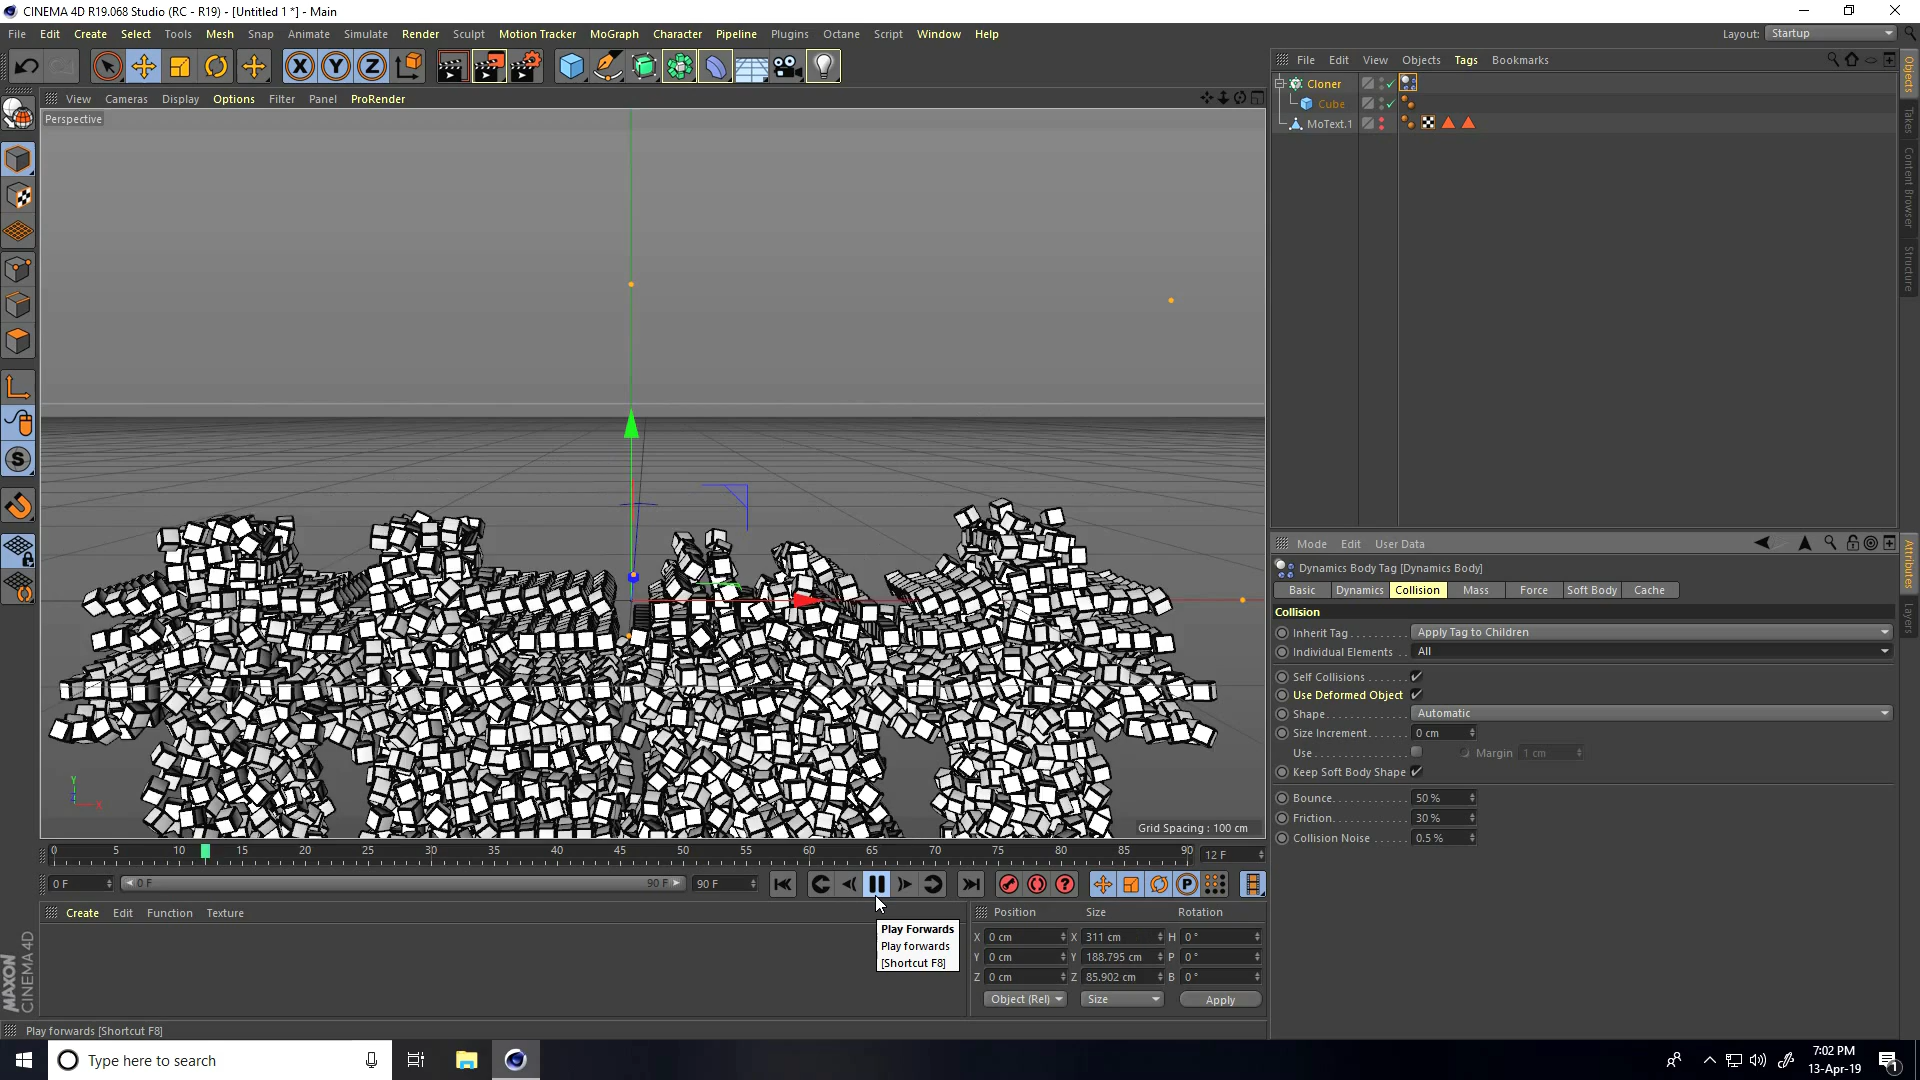 CINEMA 4D R19.068 Studio (RC - R19) - [Untitled 1 *] - Main
File Edit Create Select Tools Mesh Snap Animate Simulate Render Sculpt Motion Tracker MoGraph Character Pipeline Plugins Octane Script Window Help
Layout: Startup
View Cameras Display Options Filter Panel ProRender
Perspective
Grid Spacing : 100 cm
0 5 10 15 20 25 30 35 40 45 50 55 60 65 70 75 80 85 90 12 F
0 F 0 F 90 F 90 F
Create Edit Function Texture
Play Forwards
Play forwards
[Shortcut F8]
Position Size Rotation
X 0 cm X 311 cm H 0 °
Y 0 cm Y 188.795 cm P 0 °
Z 0 cm Z 85.902 cm B 0 °
Object (Rel) Size Apply
MAXON
CINEMA 4D
Play forwards [Shortcut F8]
File Edit View Objects Tags Bookmarks
Cloner
Cube
MoText.1
Objects
Takes
Content Browser
Structure
Mode Edit User Data
Dynamics Body Tag [Dynamics Body]
Basic Dynamics Collision Mass Force Soft Body Cache
Collision
Inherit Tag . . . . . . . . . . Apply Tag to Children
Individual Elements . . All
Self Collisions . . . . . . .
Use Deformed Object
Shape. . . . . . . . . . . . . . Automatic
Size Increment. . . . . . . 0 cm
Use . . . . . . . . . . . . . . . Margin 1 cm
Keep Soft Body Shape
Bounce. . . . . . . . . . . . . 50 %
Friction. . . . . . . . . . . . . 30 %
Collision Noise . . . . . . 0.5 %
Attributes
Layers
Type here to search
7:02 PM
13-Apr-19
1